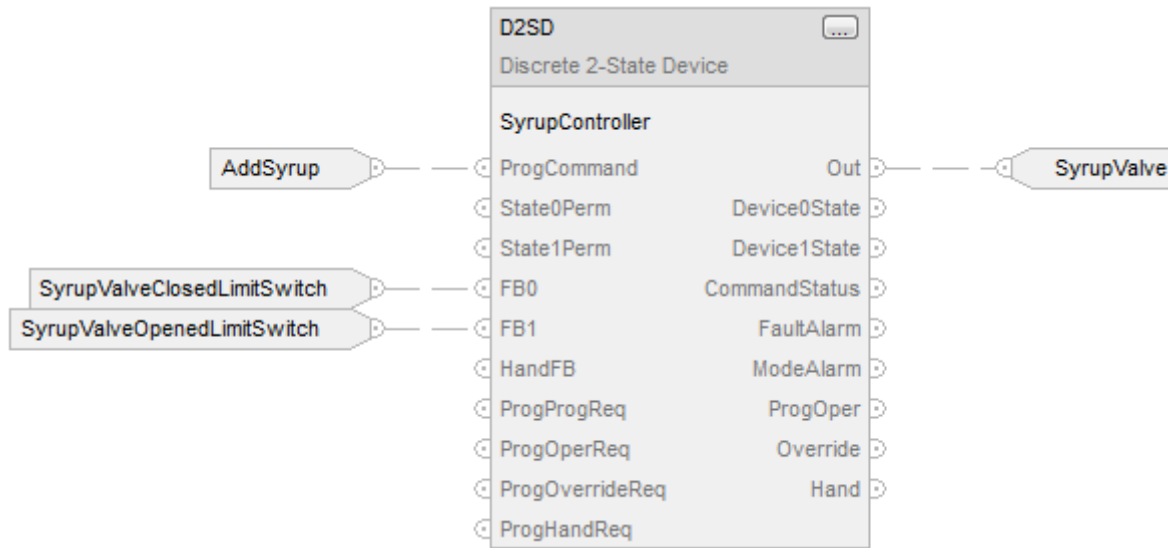 D2SD
...
Discrete 2-State Device
SyrupController
AddSyrup ProgCommand Out SyrupValve
State0Perm Device0State
State1Perm Device1State
SyrupValveClosedLimitSwitch FB0 CommandStatus
SyrupValveOpenedLimitSwitch FB1 FaultAlarm
HandFB ModeAlarm
ProgProgReq ProgOper
ProgOperReq Override
ProgOverrideReq Hand
ProgHandReq